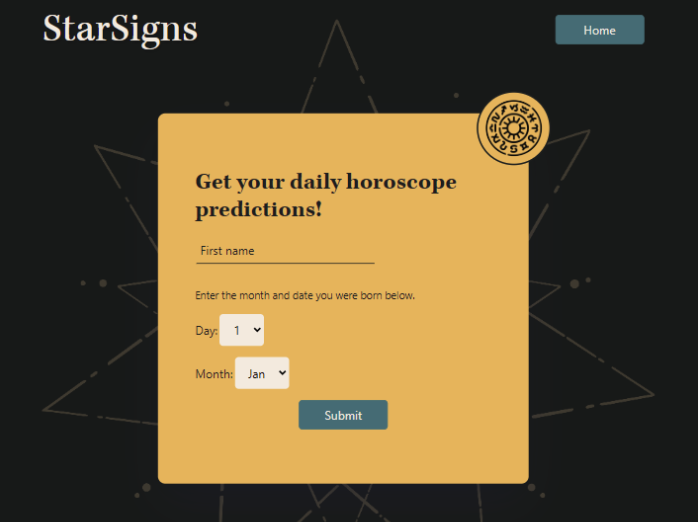 StarSigns
Home
Get your daily horoscope
predictions!
First name
Enter the month and date you were born below.
Day: 1
Month: Jan
Submit